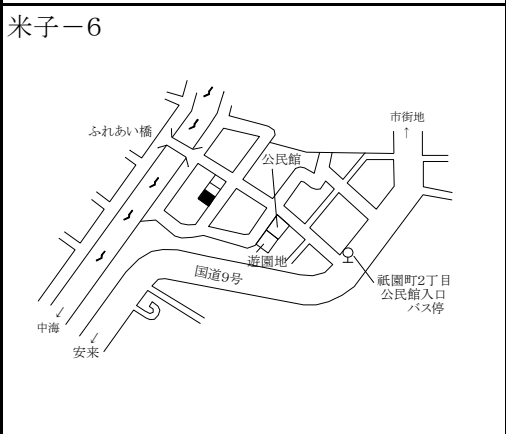 米子−6
市街地
↑
ふれあい橋
公民館
遊園地
国道9号
祇園町2丁目
公民館入口
バス停
↙
中海
↙
安来